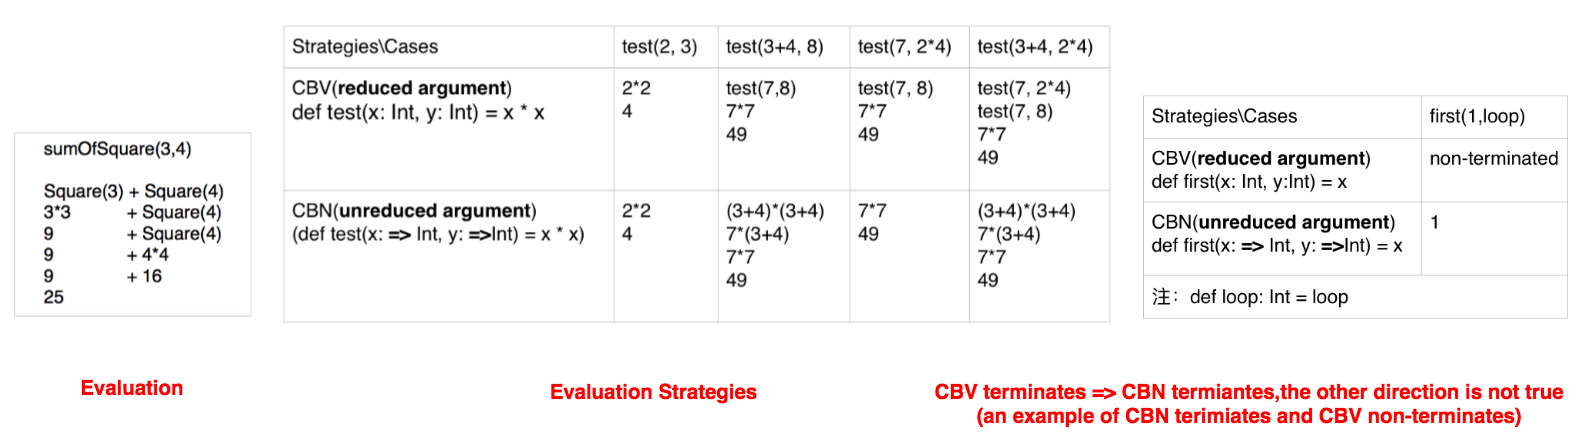 sumOfSquare(3,4)
Square(3) + Square(4)
3*3 + Square(4)
9 + Square(4)
9 + 4*4
9 + 16
25
Evaluation
Strategies\Cases test(2, 3) test(3+4, 8) test(7, 2*4) test(3+4, 2*4)
CBV(reduced argument) 2*2 test(7,8) test(7, 8) test(7, 2*4)
def test(x: Int, y: Int) = x * x 4 7*7 7*7 test(7, 8)
49 49 7*7
49
CBN(unreduced argument) 2*2 (3+4)*(3+4) 7*7 (3+4)*(3+4)
(def test(x: => Int, y: =>Int) = x * x) 4 7*(3+4) 49 7*(3+4)
7*7 7*7
49 49
Evaluation Strategies
Strategies\Cases first(1,loop)
CBV(reduced argument) non-terminated
def first(x: Int, y:Int) = x
CBN(unreduced argument) 1
def first(x: => Int, y: =>Int) = x
注：def loop: Int = loop
CBV terminates => CBN termiantes,the other direction is not true
(an example of CBN terimiates and CBV non-terminates)